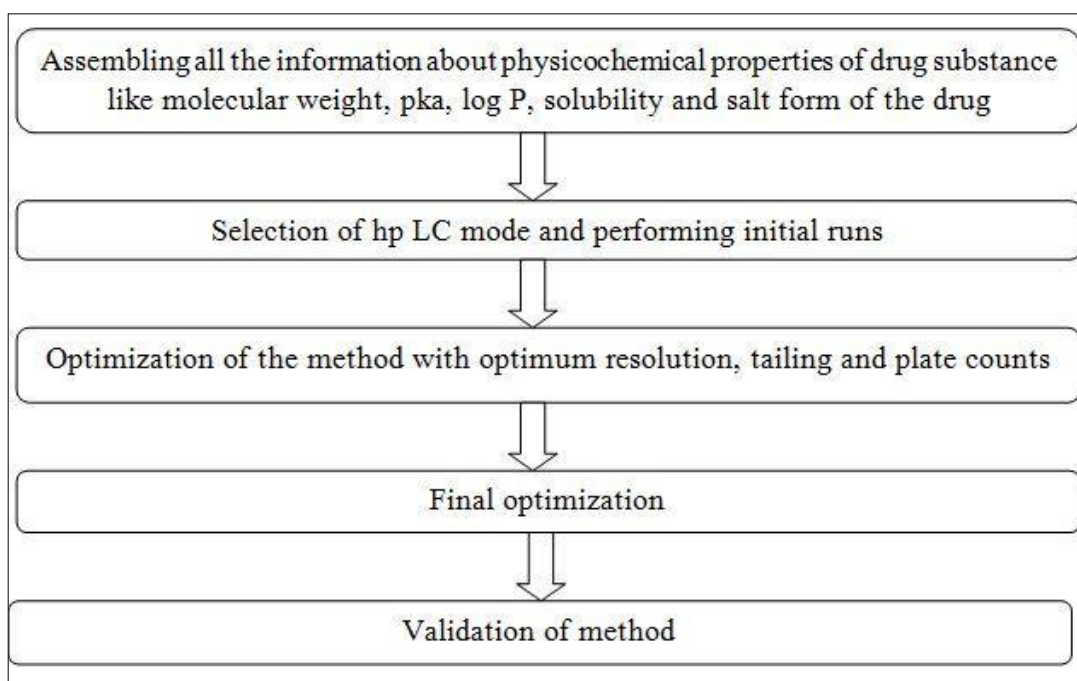 Assembling all the information about physicochemical properties of drug substance
like molecular weight, pka, log P, solubility and salt form of the drug
Selection of hp LC mode and performing initial runs
Optimization of the method with optimum resolution, tailing and plate counts
Final optimization
Validation of method